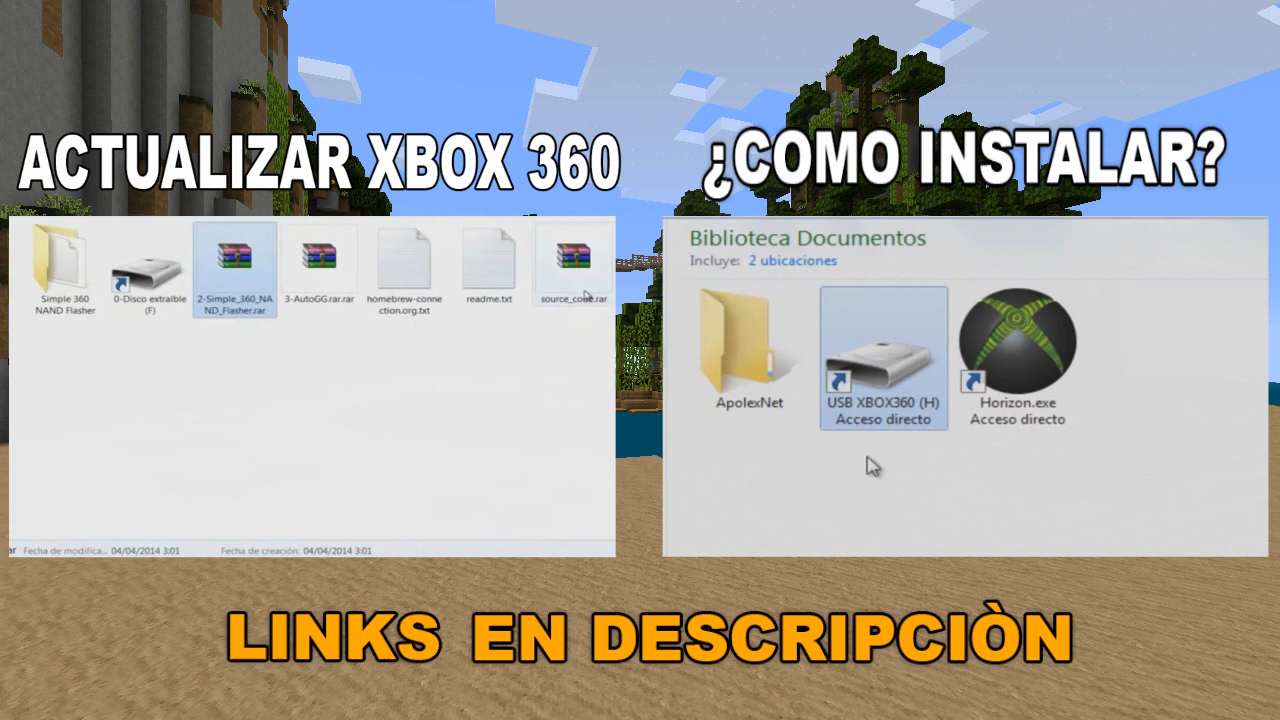 ACTUALIZAR XBOX 360
¿COMO INSTALAR?
Simple 360
NAND Flasher
0-Disco extraíble
(F)
2-Simple_360_NA
ND_Flasher.rar
3-AutoGG.rar.rar
homebrew-conne
ction.org.txt
readme.txt
source_code.rar
ar Fecha de modifica... 04/04/2014 3:01 Fecha de creación: 04/04/2014 3:01
Biblioteca Documentos
Incluye: 2 ubicaciones
ApolexNet
USB XBOX360 (H)
Acceso directo
Horizon.exe
Acceso directo
LINKS EN DESCRIPCIÒN